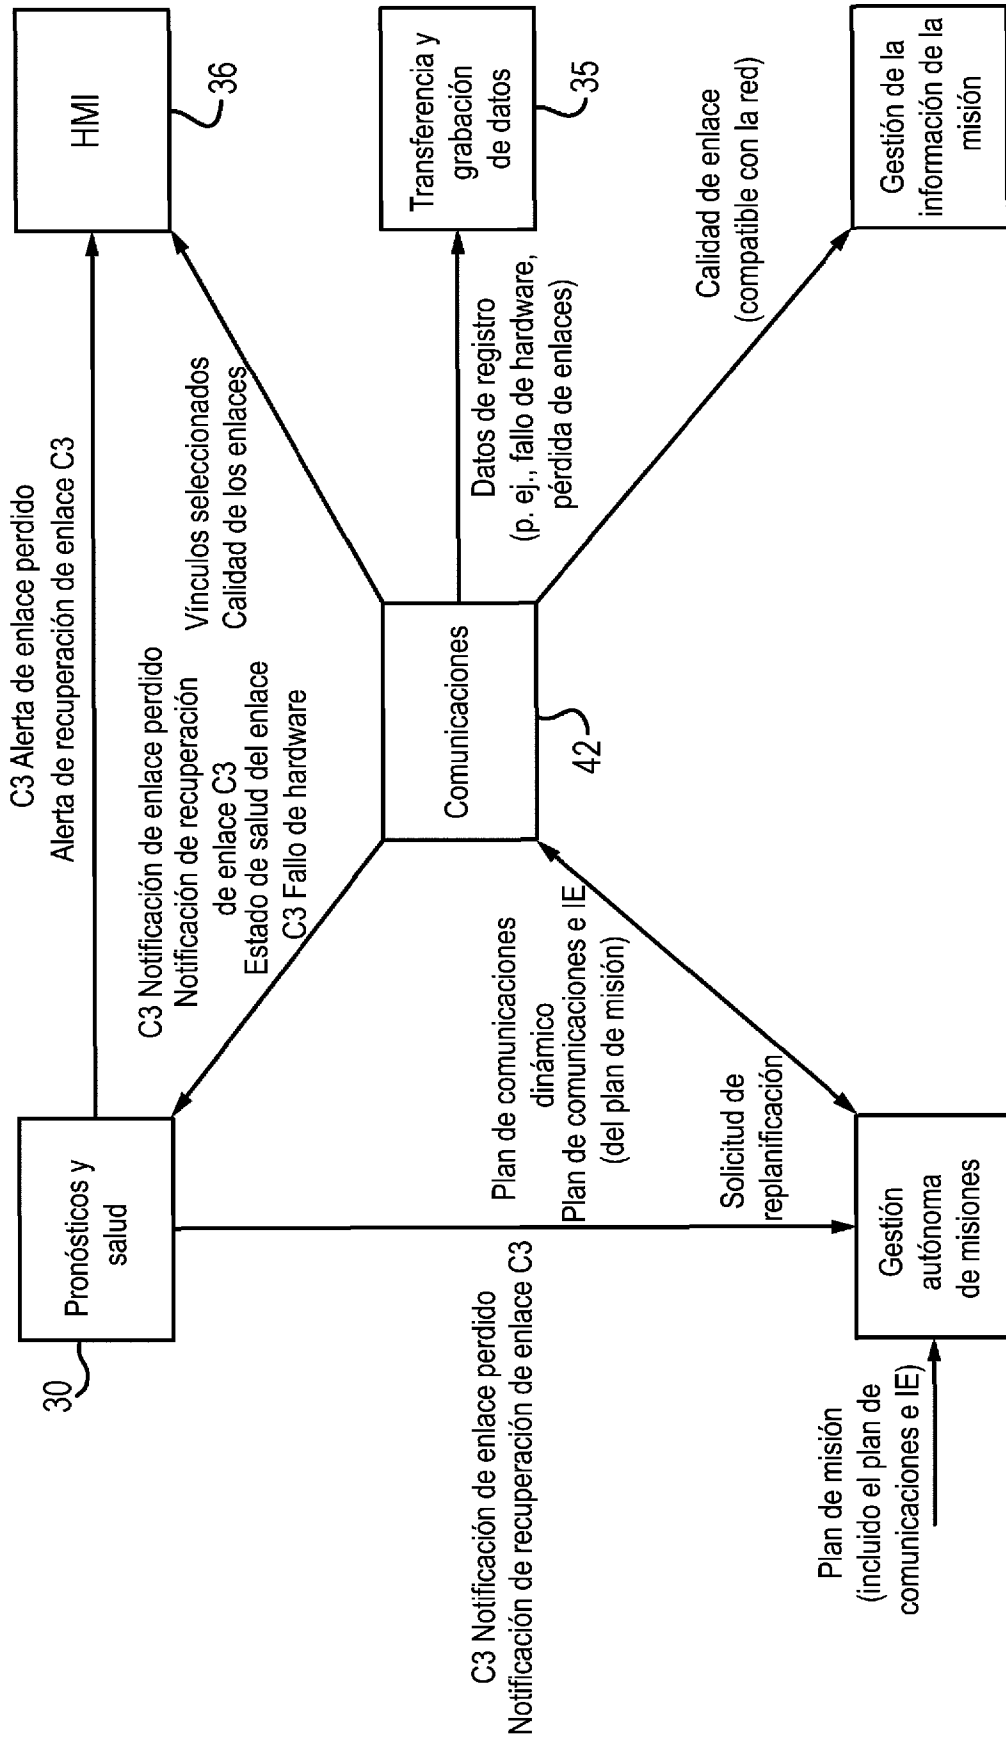 30
Pronósticos y
salud
C3 Alerta de enlace perdido
Alerta de recuperación de enlace C3
HMI
36
C3 Notificación de enlace perdido
Notificación de recuperación
de enlace C3
Estado de salud del enlace
C3 Fallo de hardware
Vínculos seleccionados
Calidad de los enlaces
C3 Notificación de enlace perdido
Notificación de recuperación de enlace C3
Comunicaciones
42
Datos de registro
(p. ej., fallo de hardware,
pérdida de enlaces)
Transferencia y
grabación
de datos
35
Plan de comunicaciones
dinámico
Plan de comunicaciones e IE
(del plan de misión)
Solicitud de
replanificación
Calidad de enlace
(compatible con la red)
Plan de misión
(incluido el plan de
comunicaciones e IE)
Gestión
autónoma
de misiones
Gestión de la
información de la
misión